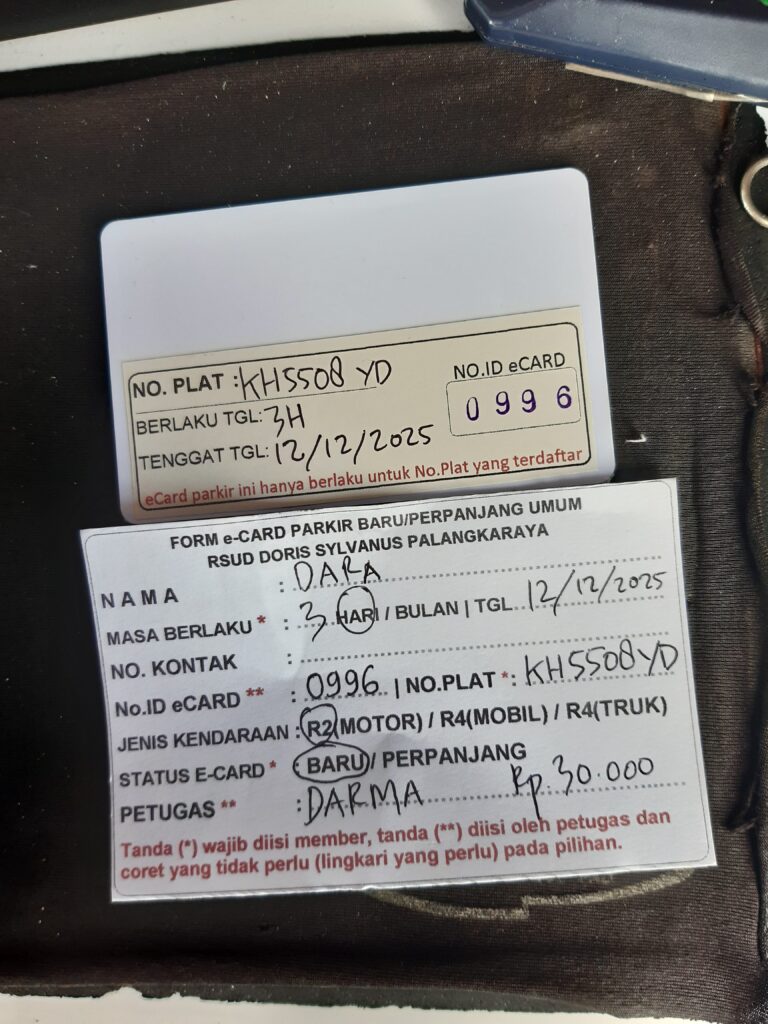 NO. PLAT : KH5508 YD
NO.ID eCARD
0996
BERLAKU TGL: 3H
TENGGAT TGL: 12/12/2025
eCard parkir ini hanya berlaku untuk No.Plat yang terdaftar
FORM e-CARD PARKIR BARU/PERPANJANG UMUM
RSUD DORIS SYLVANUS PALANGKARAYA
NAMA : DARA
MASA BERLAKU * : 3 HARI / BULAN | TGL 12/12/2025
NO. KONTAK :
No.ID eCARD ** : 0996 | NO.PLAT *: KH5508YD
JENIS KENDARAAN : R2(MOTOR) / R4(MOBIL) / R4(TRUK)
STATUS E-CARD * : BARU / PERPANJANG
PETUGAS ** : DARMA Rp. 30.000
Tanda (*) wajib diisi member, tanda (**) diisi oleh petugas dan
coret yang tidak perlu (lingkari yang perlu) pada pilihan.